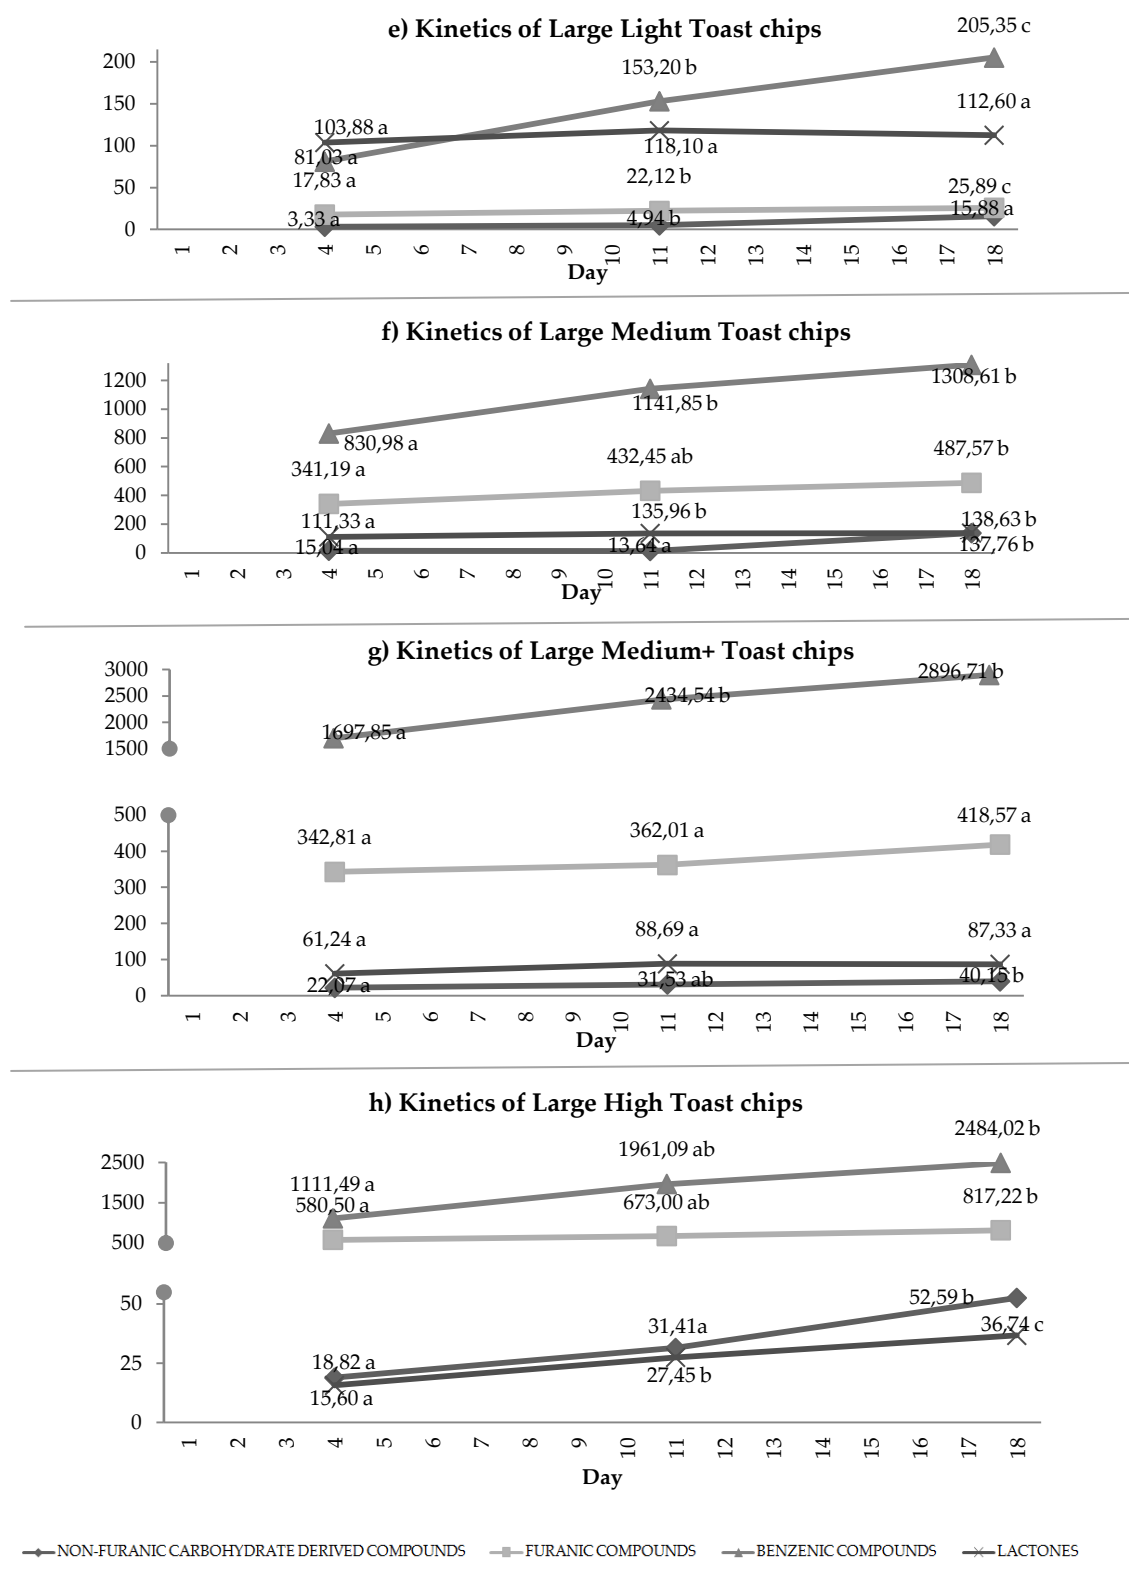 e) Kinetics of Large Light Toast chips
205,35 c
200
153,20 b
150
112,60 a
103,88 a
100
118,10 a
81,03 a
17,83 a
22,12 b
50
25,89 c
15,88 a
3,33 a
4,94 b
0
1 2 3 4 5 6 7 8 9 10 11 12 13 14 15 16 17 18
Day
f) Kinetics of Large Medium Toast chips
1200
1308,61 b
1000
1141,85 b
800
830,98 a
600
341,19 a
432,45 ab
487,57 b
400
111,33 a
135,96 b
138,63 b
200
15,04 a
13,64 a
137,76 b
0
1 2 3 4 5 6 7 8 9 10 11 12 13 14 15 16 17 18
Day
g) Kinetics of Large Medium+ Toast chips
3000
2896,71 b
2500
2434,54 b
2000
1697,85 a
1500
500
342,81 a
362,01 a
418,57 a
400
300
200
61,24 a
88,69 a
87,33 a
100
22,07 a
31,53 ab
40,15 b
0
1 2 3 4 5 6 7 8 9 10 11 12 13 14 15 16 17 18
Day
h) Kinetics of Large High Toast chips
2484,02 b
1961,09 ab
2500
1111,49 a
580,50 a
673,00 ab
817,22 b
1500
500
50
52,59 b
31,41a
36,74 c
18,82 a
25
27,45 b
15,60 a
0
1 2 3 4 5 6 7 8 9 10 11 12 13 14 15 16 17 18
Day
NON-FURANIC CARBOHYDRATE DERIVED COMPOUNDS FURANIC COMPOUNDS BENZENIC COMPOUNDS LACTONES